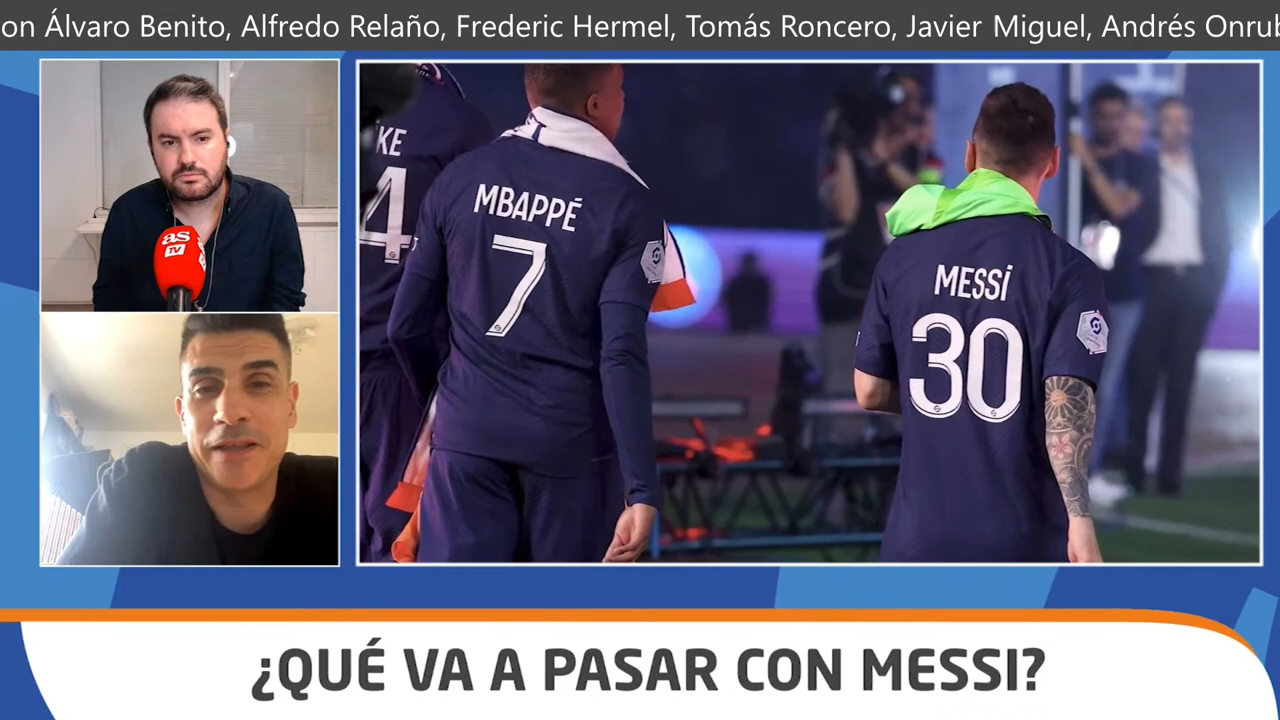 on Álvaro Benito, Alfredo Relaño, Frederic Hermel, Tomás Roncero, Javier Miguel, Andrés Onrub
as
TV
KE
4
MBAPPÉ
7
MESSi
30
¿QUÉ VA A PASAR CON MESSI?